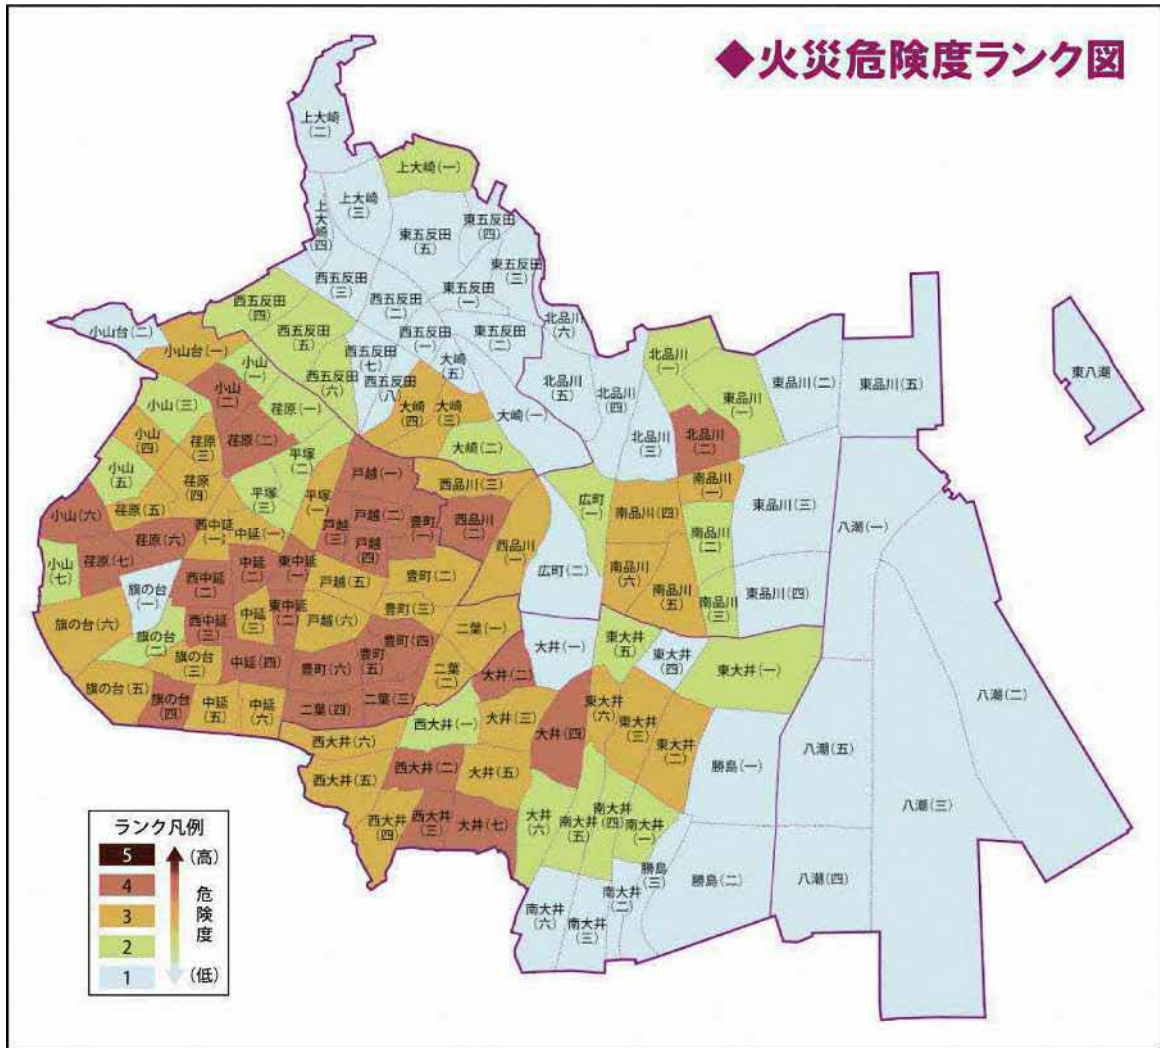 ◆火災危険度ランク図
上大崎
(二)
上大崎(一)
上大崎
(三)
上大崎
(四)
東五反田
(四)
東五反田
(五)
東五反田
(三)
東五反田
(一)
東五反田
(二)
西五反田
(三)
西五反田
(二)
西五反田
(一)
西五反田
(四)
西五反田
(五)
西五反田
(六)
西五反田
(七)
西五反田
(八)
大崎
(五)
大崎
(四)
大崎
(三)
大崎(一)
大崎(二)
北品川
(六)
北品川
(五)
北品川
(四)
北品川
(三)
北品川
(一)
北品川
(二)
東品川
(一)
東品川(二)
東品川(五)
東品川(三)
東品川(四)
東八潮
小山台(二)
小山台(一)
小山
(一)
小山
(二)
小山(三)
小山
(四)
小山
(五)
小山(六)
小山
(七)
荏原(一)
荏原(二)
荏原
(三)
荏原
(四)
荏原(五)
荏原(六)
荏原(七)
平塚
(二)
平塚
(三)
平塚
(一)
戸越(一)
戸越(二)
戸越
(三)
戸越
(四)
戸越(五)
戸越(六)
西品川(三)
西品川
(二)
西品川
(一)
広町
(一)
広町(二)
南品川
(一)
南品川(四)
南品川
(二)
南品川
(六)
南品川
(五)
南品川
(三)
西中延
(一)
中延(一)
西中延
(二)
中延
(二)
東中延
(一)
東中延
(二)
西中延
(三)
中延
(三)
中延(四)
中延
(五)
中延
(六)
旗の台
(一)
旗の台
(二)
旗の台(六)
旗の台
(三)
旗の台(五)
旗の台
(四)
豊町
(一)
豊町(二)
豊町(三)
豊町(四)
豊町
(五)
豊町(六)
二葉(一)
二葉
(二)
二葉(三)
二葉(四)
大井(一)
大井(二)
大井(三)
大井(四)
大井(五)
大井
(六)
大井(七)
東大井
(五)
東大井
(四)
東大井(一)
東大井
(六)
東大井
(三)
東大井
(二)
西大井(一)
西大井(六)
西大井(五)
西大井(二)
西大井
(四)
西大井
(三)
南大井
(四)
南大井
(五)
南大井
(一)
南大井
(六)
南大井
(三)
南大井
(二)
勝島(一)
勝島
(三)
勝島(二)
八潮(一)
八潮(二)
八潮(五)
八潮(三)
八潮(四)
ランク凡例
5
4
3
2
1
(高)
危険度
(低)